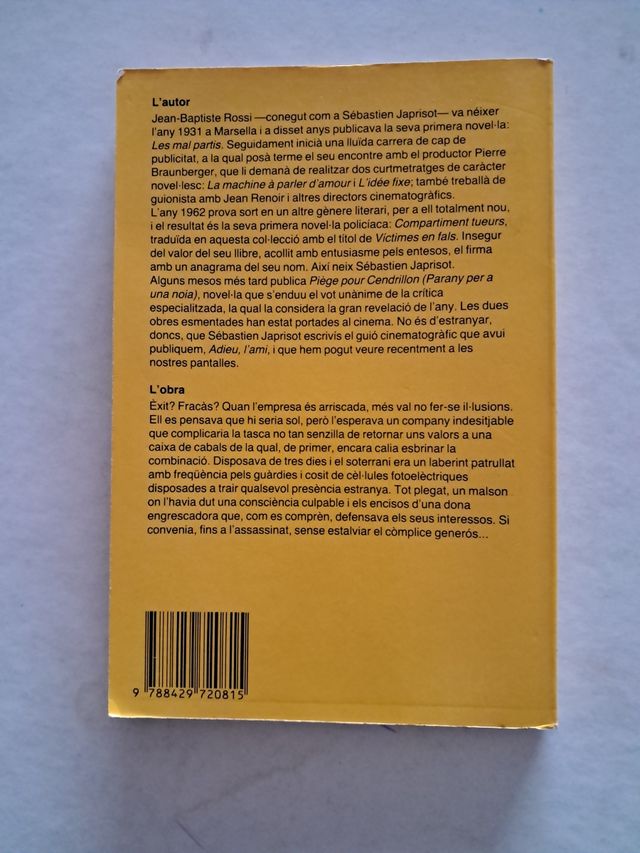 L'autor
Jean-Baptiste Rossi —conegut com a Sébastien Japrisot— va néixer
l'any 1931 a Marsella i a disset anys publicava la seva primera novel·la:
Les mal partis. Seguidament inicià una lluïda carrera de cap de
publicitat, a la qual posà terme el seu encontre amb el productor Pierre
Braunberger, que li demanà de realitzar dos curtmetratges de caràcter
novel·lesc: La machine à parler d'amour i L'idée fixe; també treballà de
guionista amb Jean Renoir i altres directors cinematogràfics.
L'any 1962 prova sort en un altre gènere literari, per a ell totalment nou,
i el resultat és la seva primera novel·la policíaca: Compartiment tueurs,
traduïda en aquesta col·lecció amb el títol de Víctimes en fals. Insegur
del valor del seu llibre, acollit amb entusiasme pels entesos, el firma
amb un anagrama del seu nom. Així neix Sébastien Japrisot.
Alguns mesos més tard publica Piège pour Cendrillon (Parany per a
una noia), novel·la que s'enduu el vot unànime de la crítica
especialitzada, la qual la considera la gran revelació de l'any. Les dues
obres esmentades han estat portades al cinema. No és d'estranyar,
doncs, que Sébastien Japrisot escrivís el guió cinematogràfic que avui
publiquem, Adieu, l'ami, i que hem pogut veure recentment a les
nostres pantalles.
L'obra
Èxit? Fracàs? Quan l'empresa és arriscada, més val no fer-se il·lusions.
Ell es pensava que hi seria sol, però l'esperava un company indesitjable
que complicaria la tasca no tan senzilla de retornar uns valors a una
caixa de cabals de la qual, de primer, encara calia esbrinar la
combinació. Disposava de tres dies i el soterrani era un laberint patrullat
amb freqüència pels guàrdies i cosit de cèl·lules fotoelèctriques
disposades a trair qualsevol presència estranya. Tot plegat, un malson
on l'havia dut una consciència culpable i els encisos d'una dona
engrescadora que, com es comprèn, defensava els seus interessos. Si
convenia, fins a l'assassinat, sense estalviar el còmplice generós...
9 788429 720815